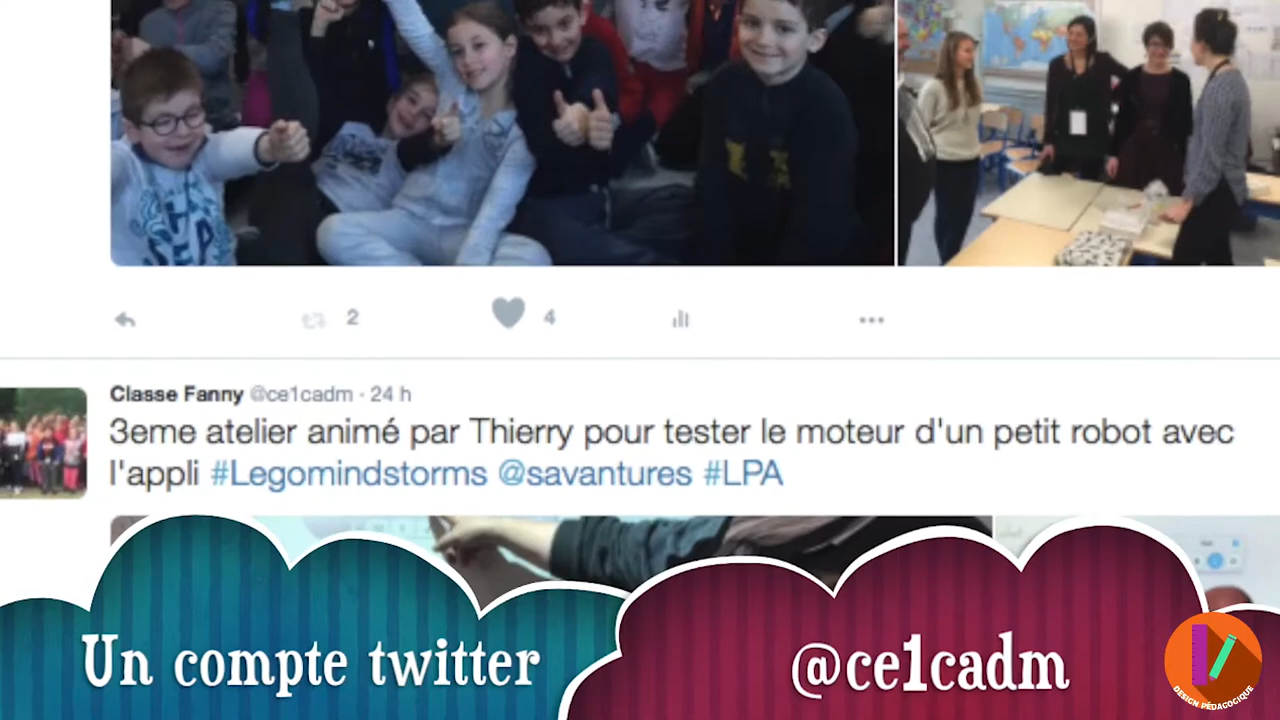 2
4
Classe Fanny @ce1cadm · 24 h
3eme atelier animé par Thierry pour tester le moteur d'un petit robot avec
l'appli #Legomindstorms @savantures #LPA
Un compte twitter
@ce1cadm
DESIGN PÉDAGOGIQUE